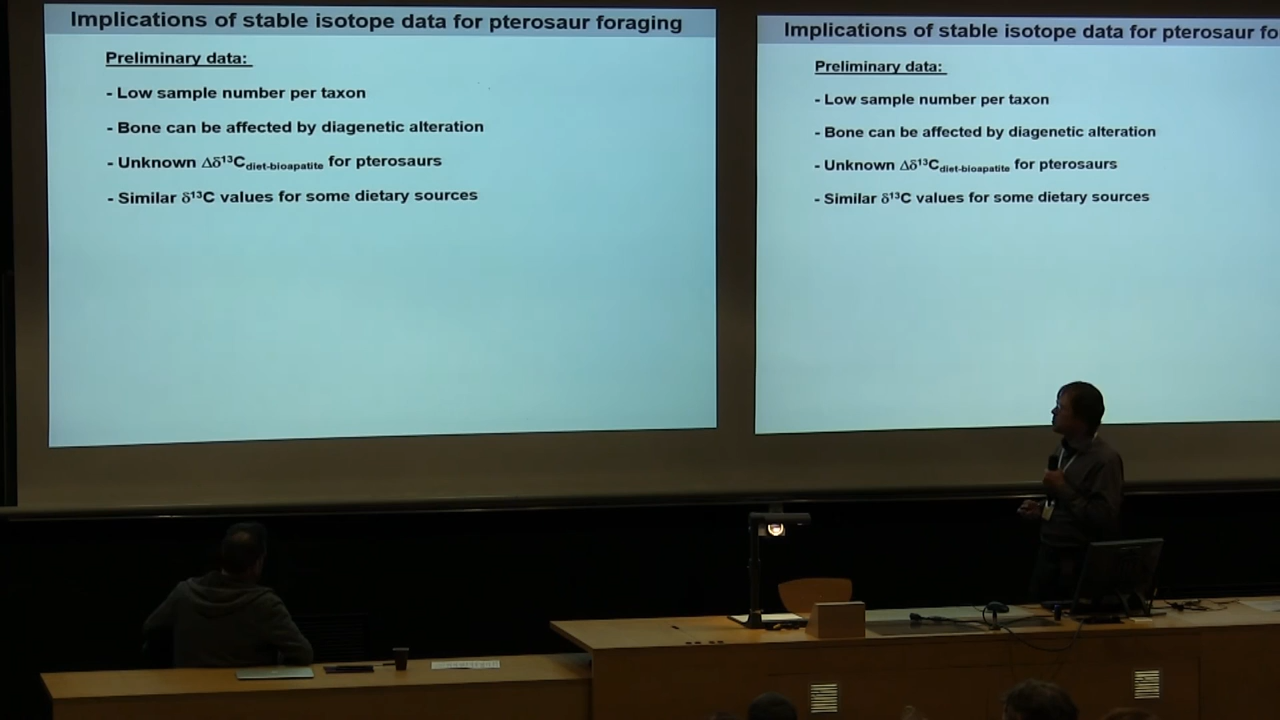 Implications of stable isotope data for pterosaur foraging
Preliminary data:
- Low sample number per taxon
- Bone can be affected by diagenetic alteration
- Unknown Δδ¹³Cdiet-bioapatite for pterosaurs
- Similar δ¹³C values for some dietary sources
Implications of stable isotope data for pterosaur fo
Preliminary data:
- Low sample number per taxon
- Bone can be affected by diagenetic alteration
- Unknown Δδ¹³Cdiet-bioapatite for pterosaurs
- Similar δ¹³C values for some dietary sources